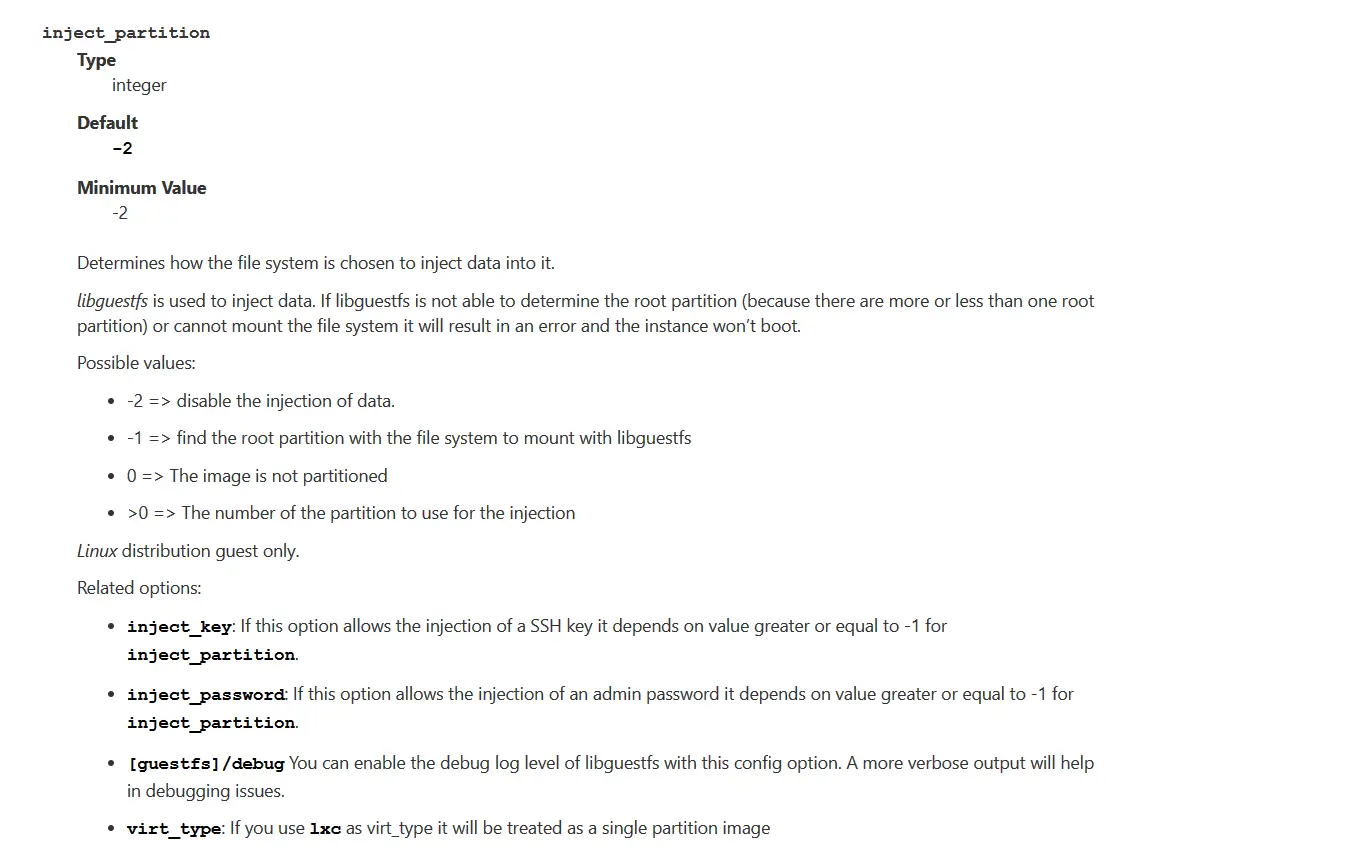 inject_partition
Type
integer
Default
-2
Minimum Value
-2
Determines how the file system is chosen to inject data into it.
libguestfs is used to inject data. If libguestfs is not able to determine the root partition (because there are more or less than one root
partition) or cannot mount the file system it will result in an error and the instance won’t boot.
Possible values:
• -2 => disable the injection of data.
• -1 => find the root partition with the file system to mount with libguestfs
• 0 => The image is not partitioned
• >0 => The number of the partition to use for the injection
Linux distribution guest only.
Related options:
• inject_key: If this option allows the injection of a SSH key it depends on value greater or equal to -1 for
inject_partition.
• inject_password: If this option allows the injection of an admin password it depends on value greater or equal to -1 for
inject_partition.
• [guestfs]/debug You can enable the debug log level of libguestfs with this config option. A more verbose output will help
in debugging issues.
• virt_type: If you use lxc as virt_type it will be treated as a single partition image